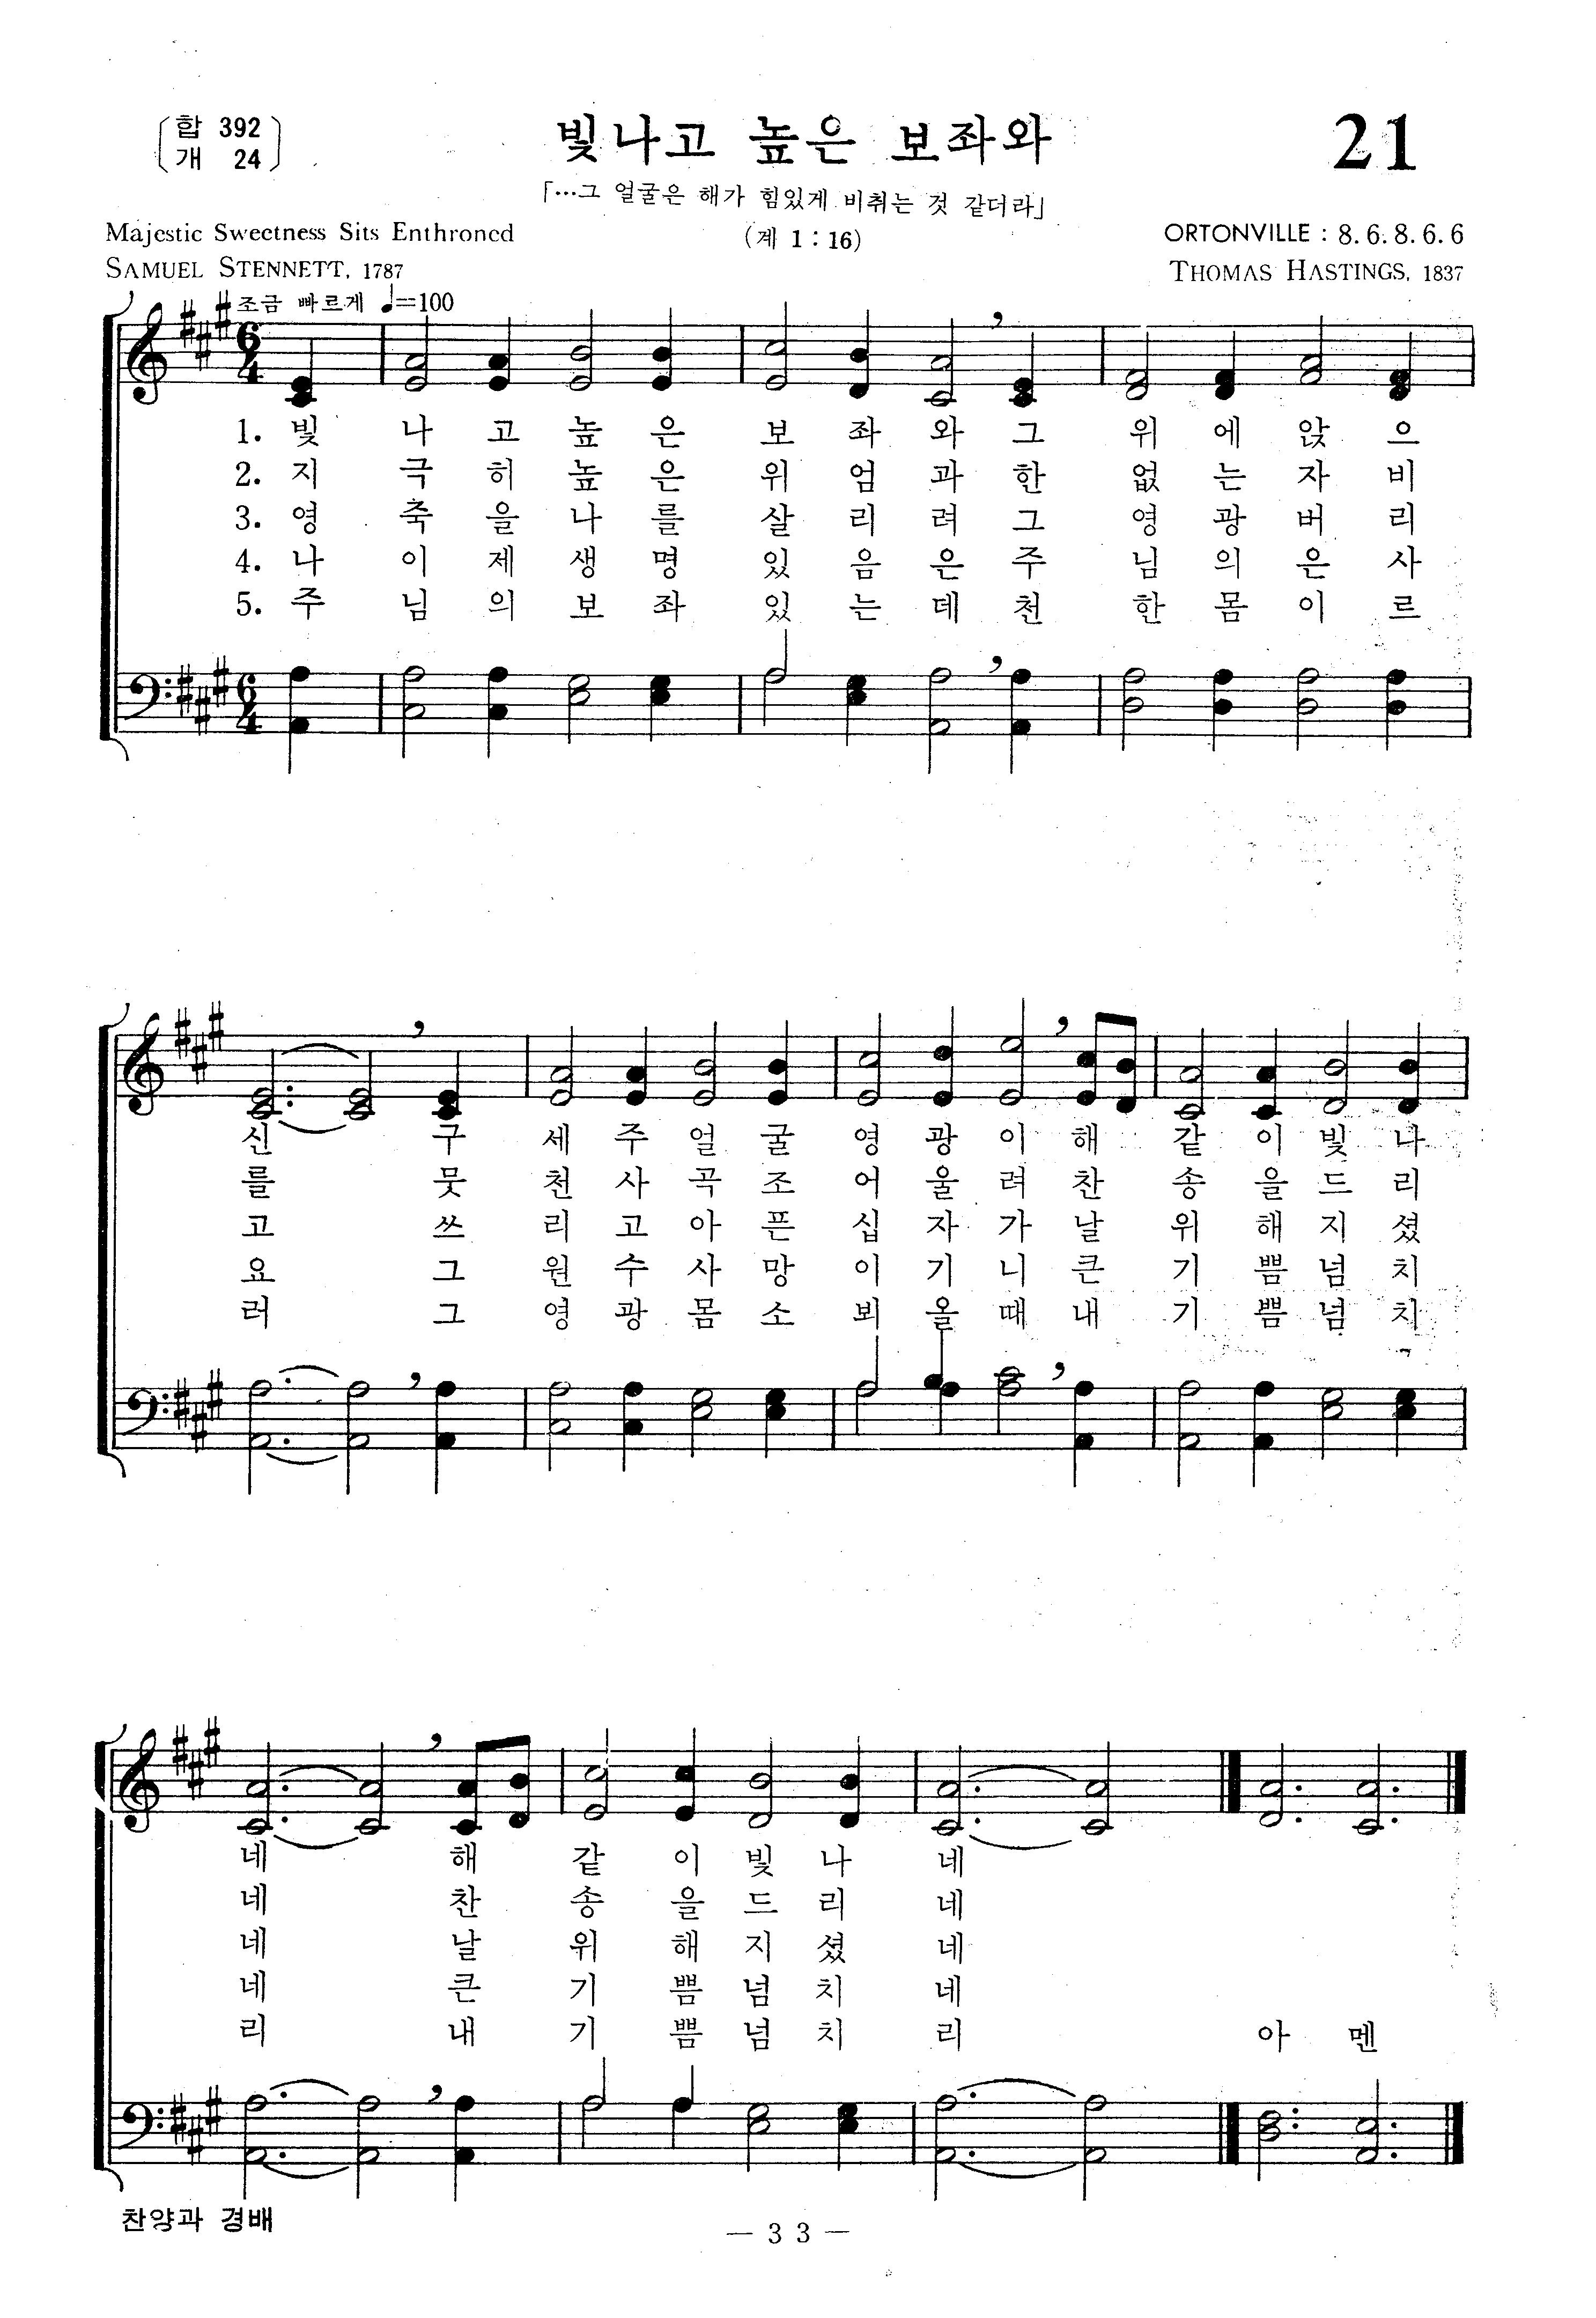 합 392
개 24
빛나고 높은 보좌와
21
「…그 얼굴은 해가 힘있게 비취는 것 같더라」
(계 1 : 16)
Majestic Sweetness Sits Enthroned
SAMUEL STENNETT, 1787
ORTONVILLE : 8. 6. 8. 6. 6
THOMAS HASTINGS, 1837
조금 빠르게 ♩=100
6 4
1. 빛 나 고 높 은 보 좌 와 그 위 에 앉 으
2. 지 극 히 높 은 위 엄 과 한 없 는 자 비
3. 영 축 을 나 를 살 리 려 그 영 광 버 리
4. 나 이 제 생 명 있 음 은 주 님 의 은 사
5. 주 님 의 보 좌 있 는 데 천 한 몸 이 르
6 4
신 구 세 주 얼 굴 영 광 이 해 같 이 빛 나
를 뭇 천 사 곡 조 어 울 려 찬 송 을 드 리
고 쓰 리 고 아 픈 십 자 가 날 위 해 지 셨
요 그 원 수 사 망 이 기 니 큰 기 쁨 넘 치
러 그 영 광 몸 소 뵈 올 때 내 기 쁨 넘 치
네 해 같 이 빛 나 네
네 찬 송 을 드 리 네
네 날 위 해 지 셨 네
네 큰 기 쁨 넘 치 네
리 내 기 쁨 넘 치 리 아 멘
찬양과 경배
— 3 3 —